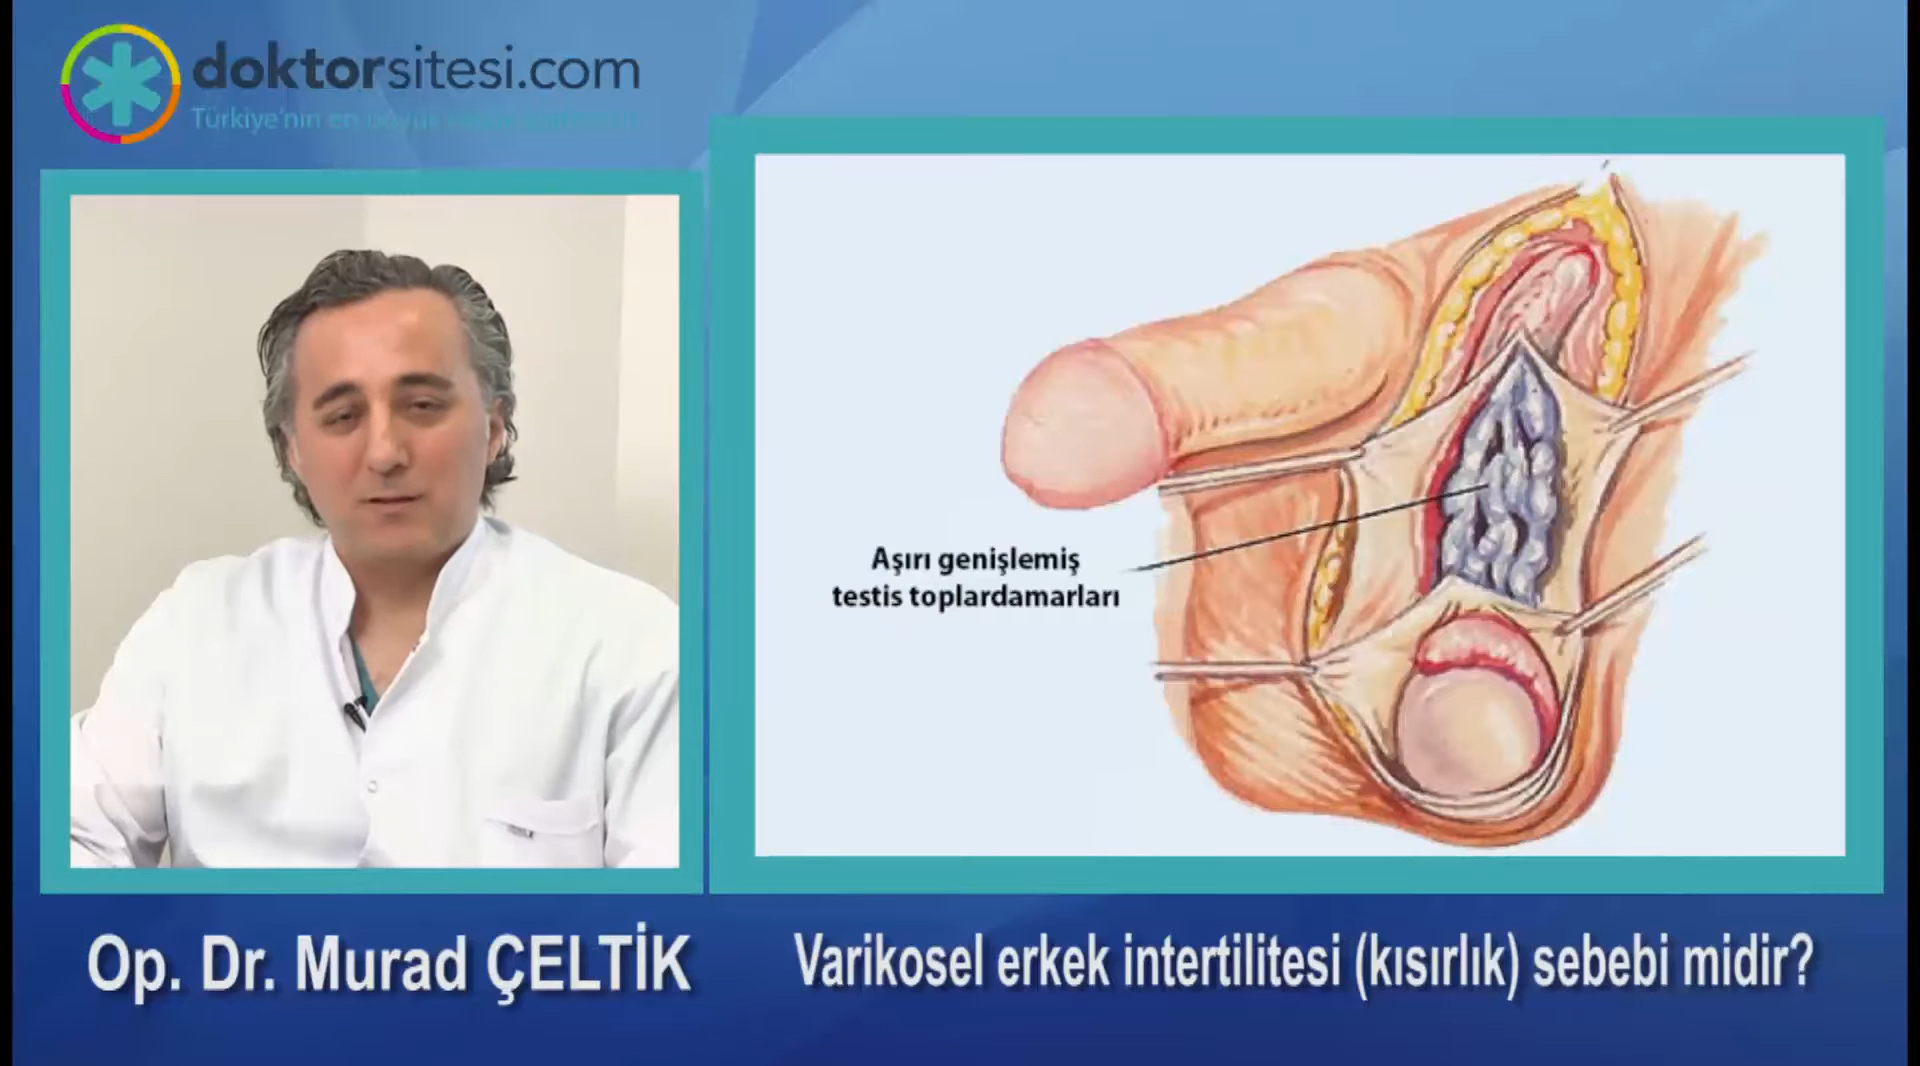 doktorsitesi.com
Türkiye'nin en büyük
Aşırı genişlemiş
testis toplardamarları
Op. Dr. Murad ÇELTİK
Varikosel erkek intertilitesi (kısırlık) sebebi midir?